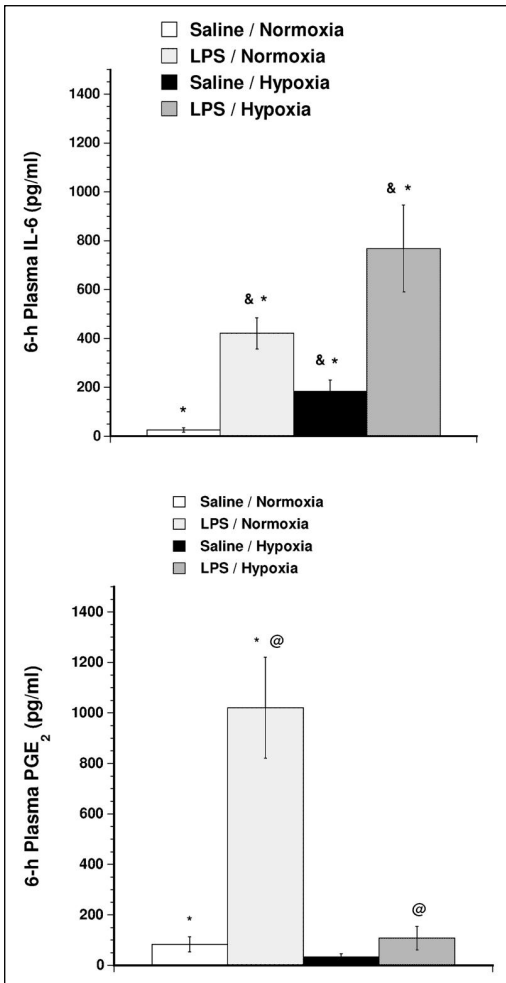 Saline / Normoxia
LPS / Normoxia
Saline / Hypoxia
LPS / Hypoxia
6-h Plasma IL-6 (pg/ml)
1400
1200
1000
800
600
400
200
0
*
& *
& *
& *
Saline / Normoxia
LPS / Normoxia
Saline / Hypoxia
LPS / Hypoxia
6-h Plasma PGE₂ (pg/ml)
1400
1200
1000
800
600
400
200
0
*
* @
@